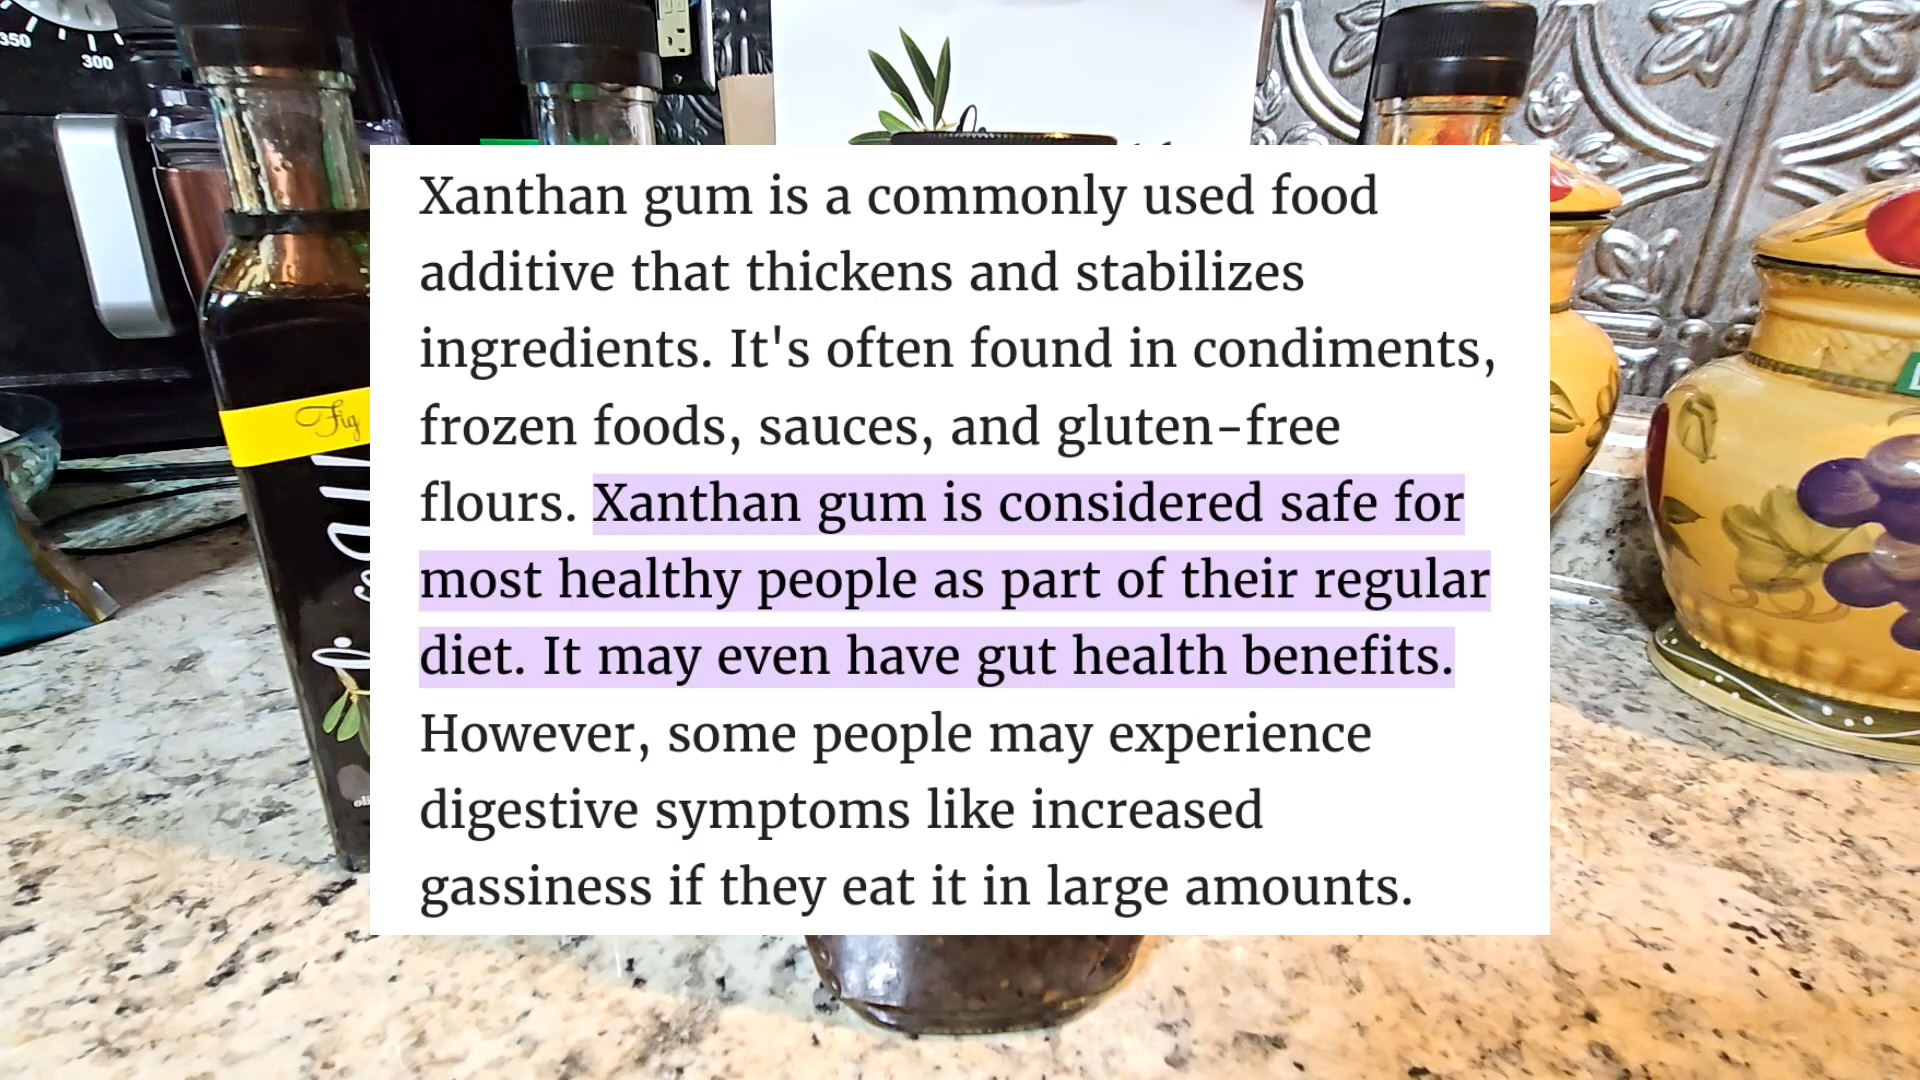 350
300
Fig
Xanthan gum is a commonly used food
additive that thickens and stabilizes
ingredients. It's often found in condiments,
frozen foods, sauces, and gluten-free
flours. Xanthan gum is considered safe for
most healthy people as part of their regular
diet. It may even have gut health benefits.
However, some people may experience
digestive symptoms like increased
gassiness if they eat it in large amounts.